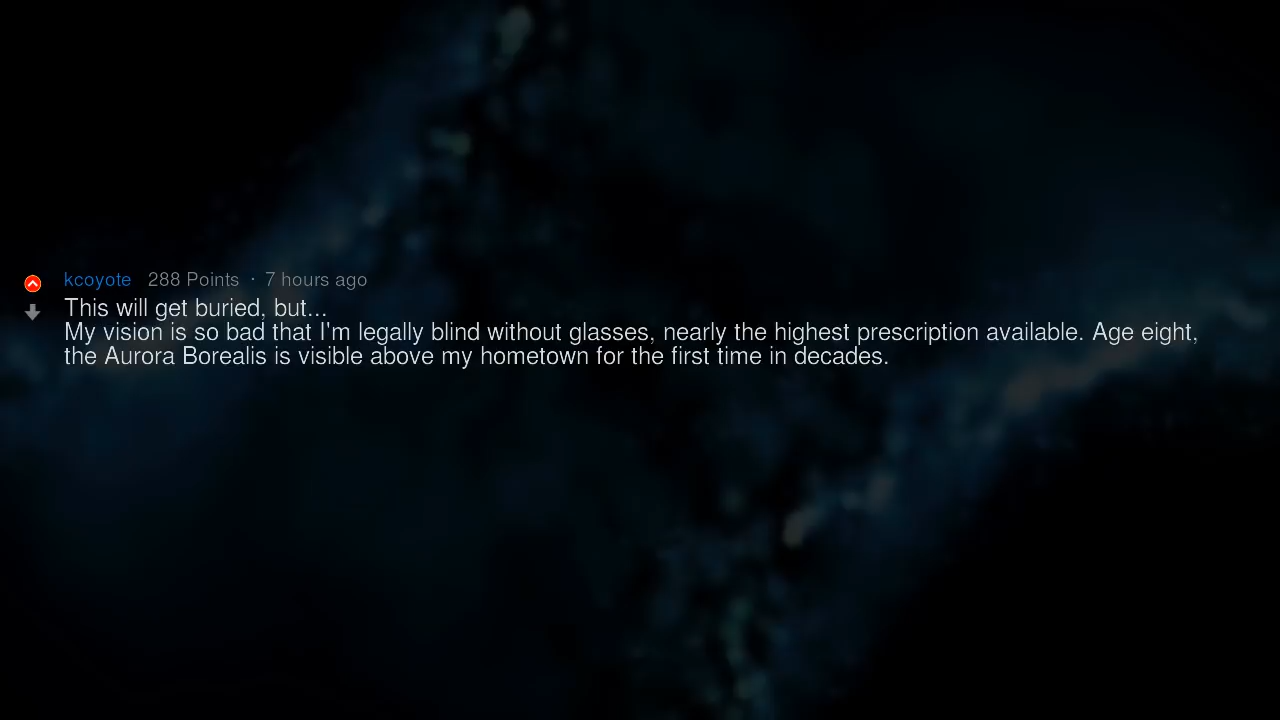 kcoyote 288 Points · 7 hours ago
This will get buried, but...
My vision is so bad that I'm legally blind without glasses, nearly the highest prescription available. Age eight,
the Aurora Borealis is visible above my hometown for the first time in decades.